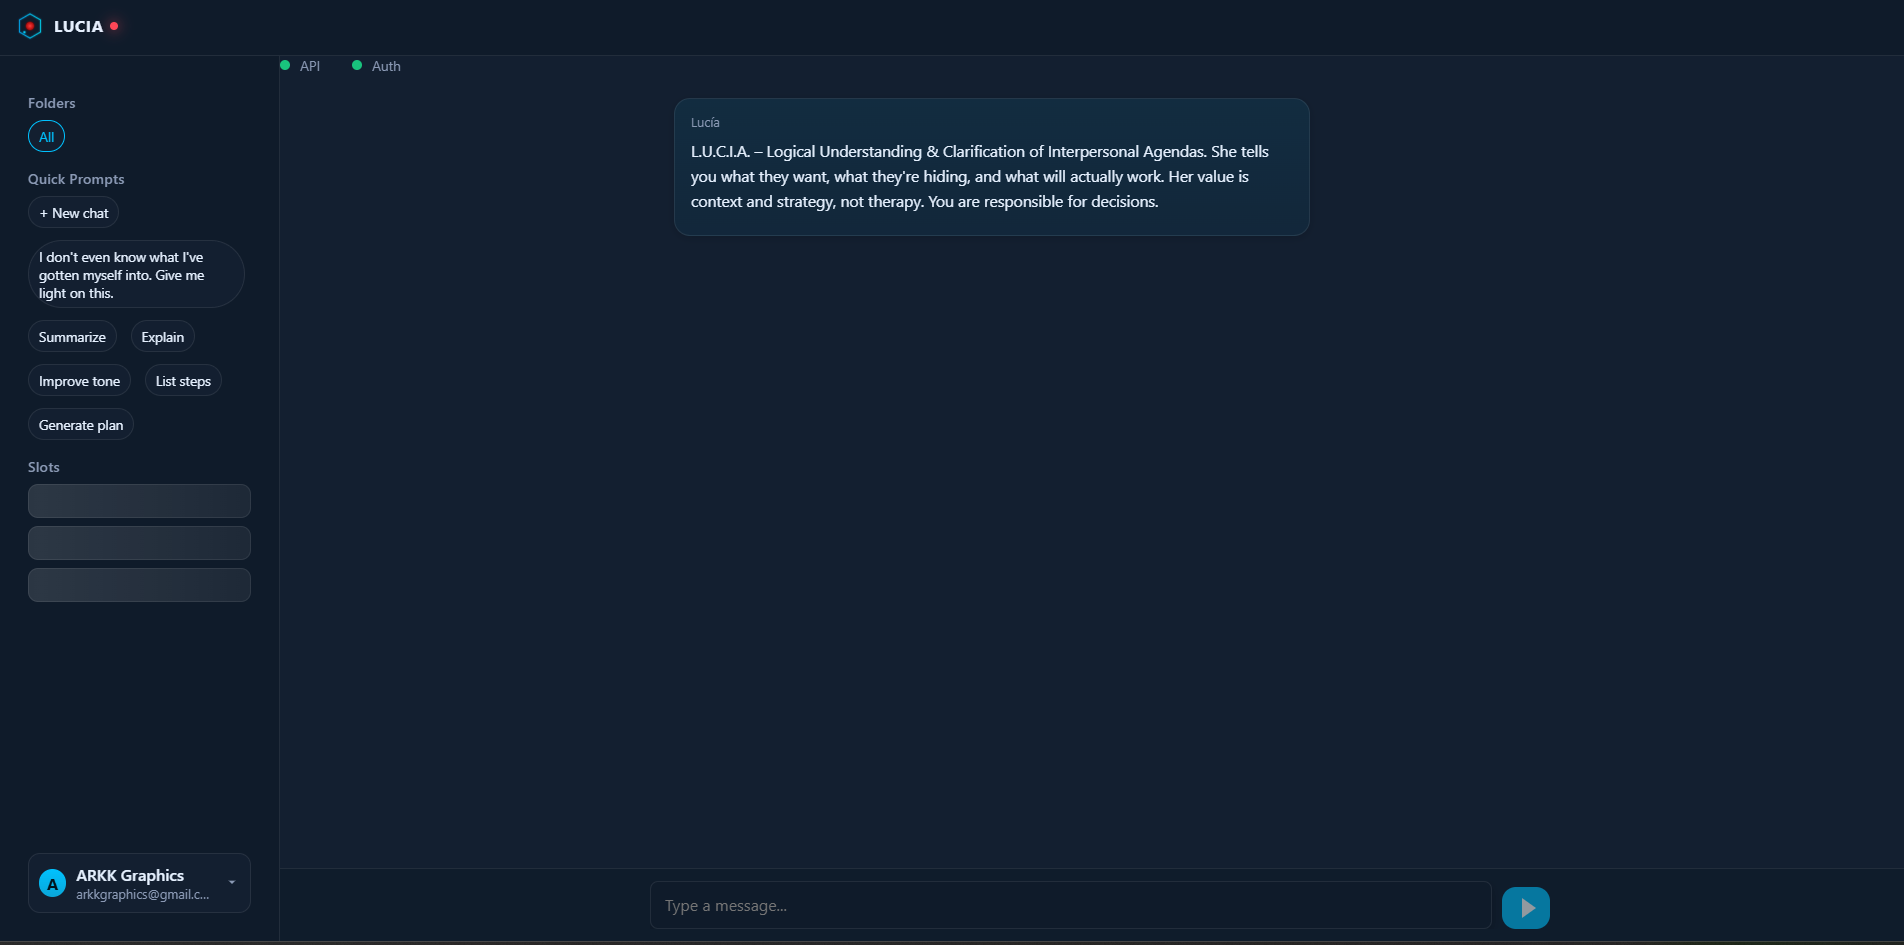 LUCIA
API
Auth
Folders
All
Quick Prompts
+ New chat
I don't even know what I've
gotten myself into. Give me
light on this.
Summarize
Explain
Improve tone
List steps
Generate plan
Slots
Lucía
L.U.C.I.A. – Logical Understanding & Clarification of Interpersonal Agendas. She tells
you what they want, what they're hiding, and what will actually work. Her value is
context and strategy, not therapy. You are responsible for decisions.
A
ARKK Graphics
arkkgraphics@gmail.c...
Type a message...